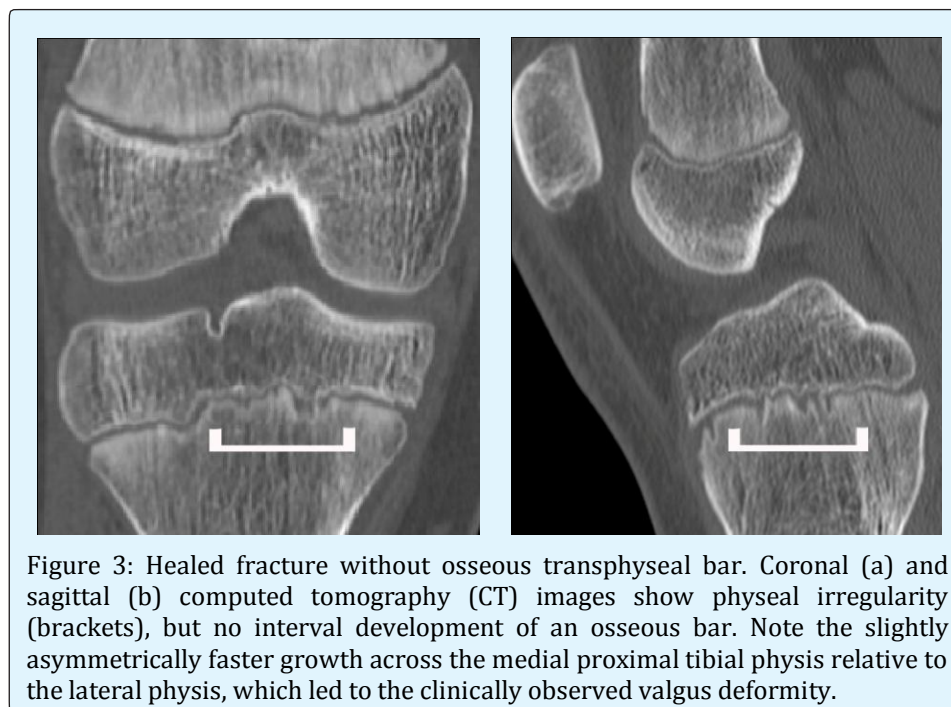 Figure 3: Healed fracture without osseous transphyseal bar. Coronal (a) and
sagittal (b) computed tomography (CT) images show physeal irregularity
(brackets), but no interval development of an osseous bar. Note the slightly
asymmetrically faster growth across the medial proximal tibial physis relative to
the lateral physis, which led to the clinically observed valgus deformity.